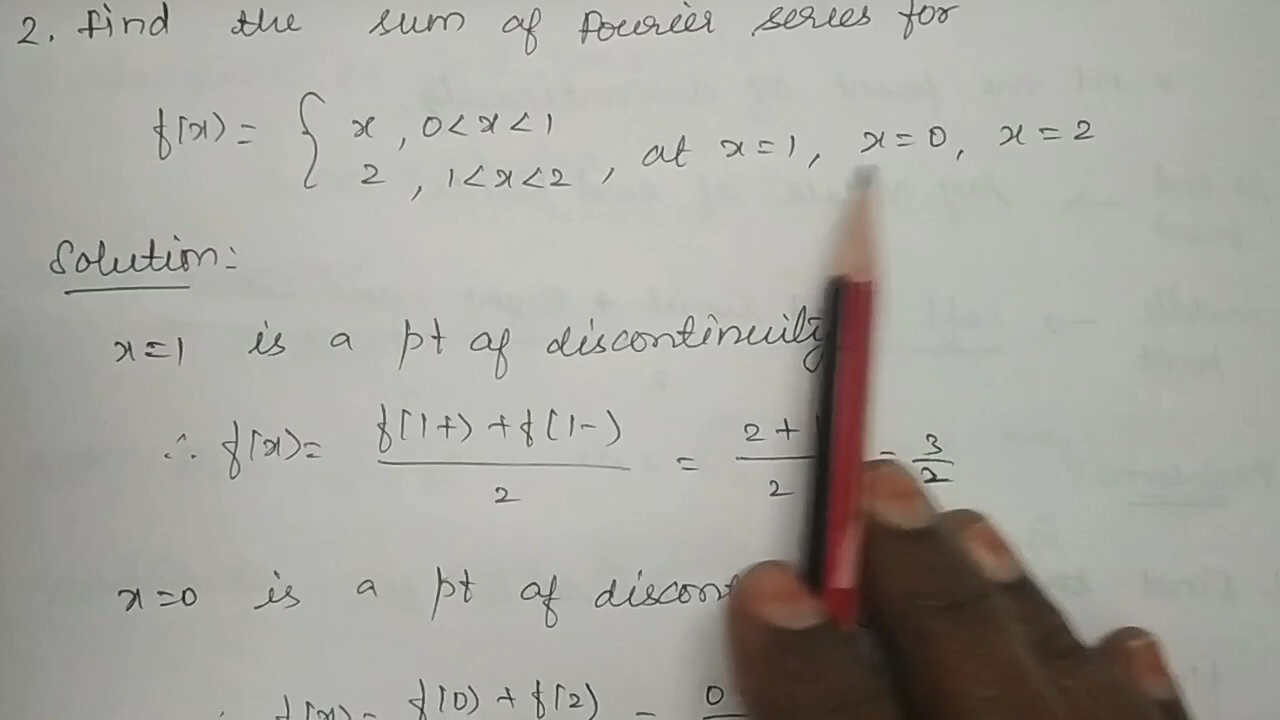 2. Find the sum of Fourier series for
f(x) = { x , 0<x<1
2 , 1<x<2 , at x=1, x=0, x=2
Solution:
x=1 is a pt of discontinuity
∴ f(x) = f(1+) + f(1-) / 2 = 2 + / 2 = 3/2
x=0 is a pt of
f(x) = f(0) + f(2) = 0